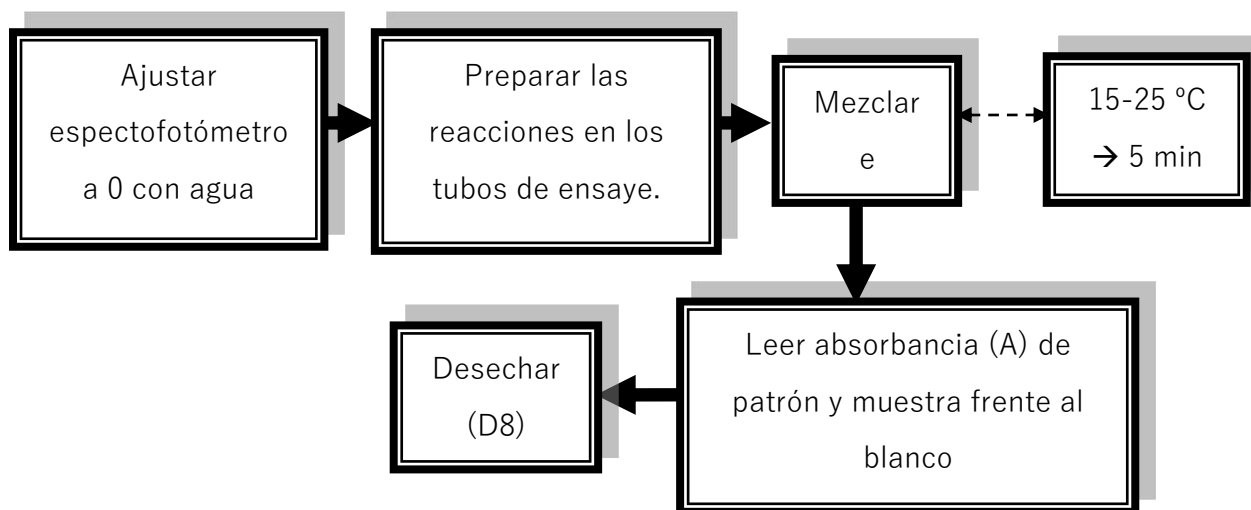 Ajustar
espectofotómetro
a 0 con agua
Preparar las
reacciones en los
tubos de ensaye.
Mezclar
e
15-25 ºC
→ 5 min
Leer absorbancia (A) de
patrón y muestra frente al
blanco
Desechar
(D8)